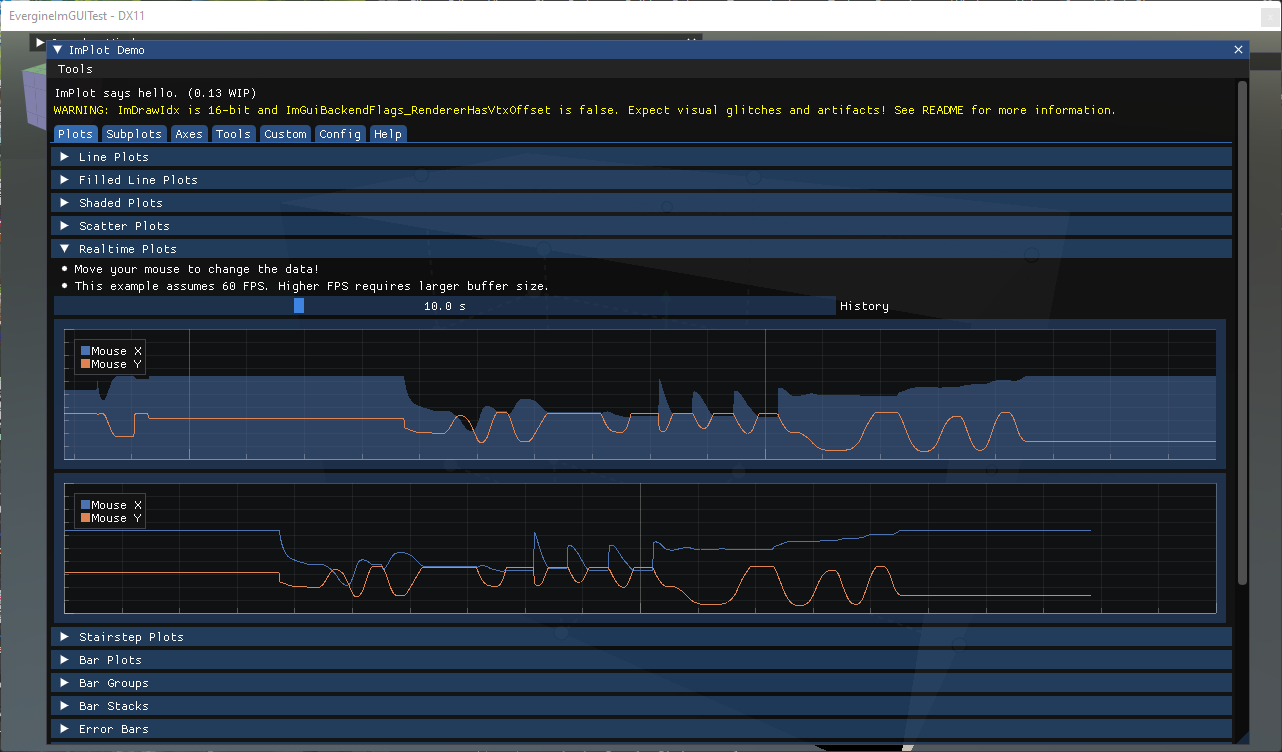 EvergineImGUITest - DX11
ImPlot Demo
Tools
ImPlot says hello. (0.13 WIP)
WARNING: ImDrawIdx is 16-bit and ImGuiBackendFlags_RendererHasVtxOffset is false. Expect visual glitches and artifacts! See README for more information.
Plots Subplots Axes Tools Custom Config Help
Line Plots
Filled Line Plots
Shaded Plots
Scatter Plots
Realtime Plots
Move your mouse to change the data!
This example assumes 60 FPS. Higher FPS requires larger buffer size.
10.0 s History
Mouse X
Mouse Y
Mouse X
Mouse Y
Stairstep Plots
Bar Plots
Bar Groups
Bar Stacks
Error Bars